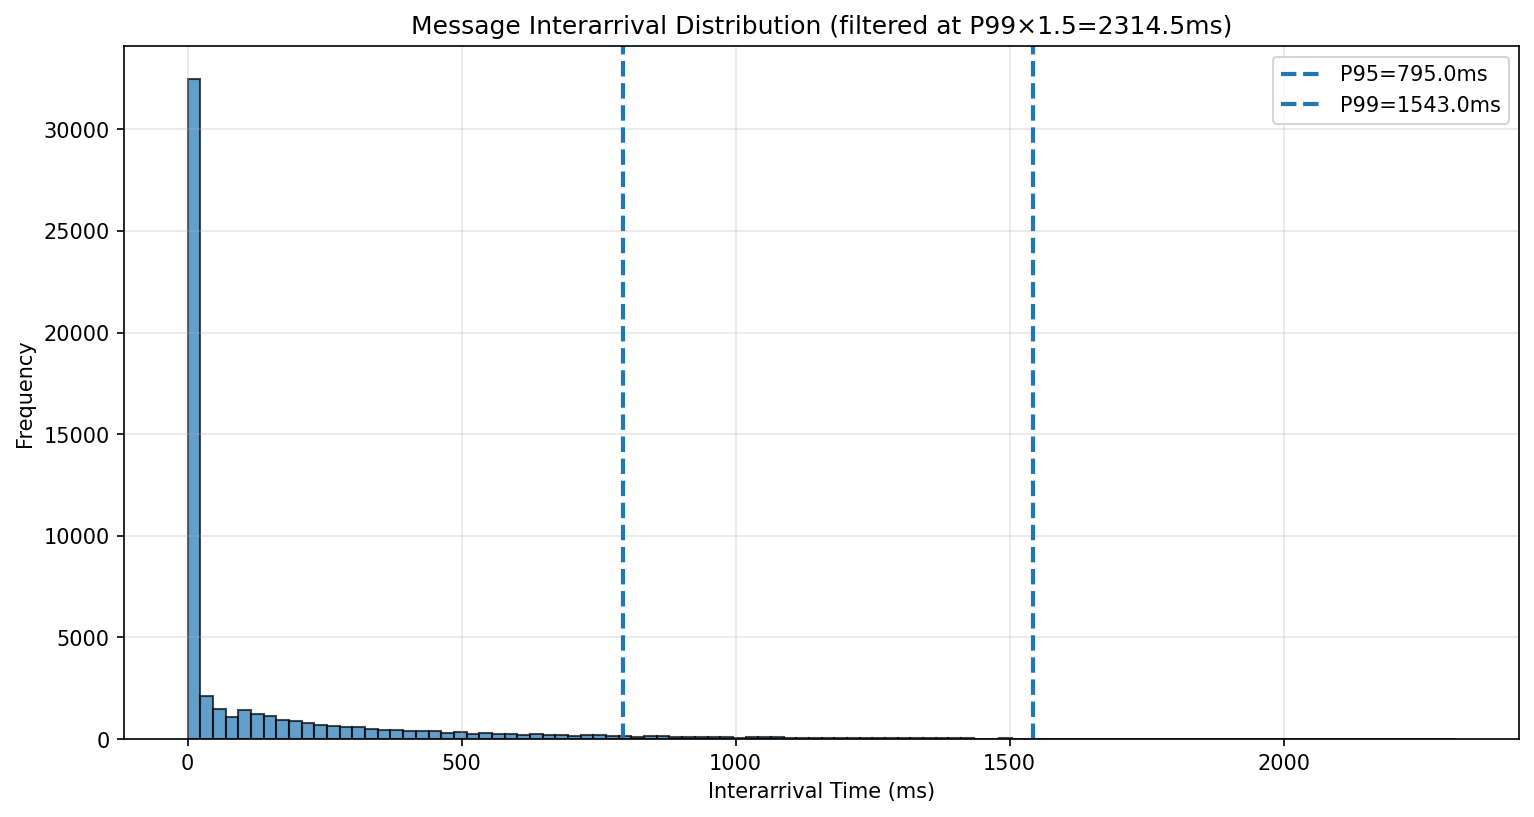 Message Interarrival Distribution (filtered at P99×1.5=2314.5ms)
P95=795.0ms
P99=1543.0ms
30000
25000
20000
15000
10000
5000
0
Frequency
0 500 1000 1500 2000
Interarrival Time (ms)